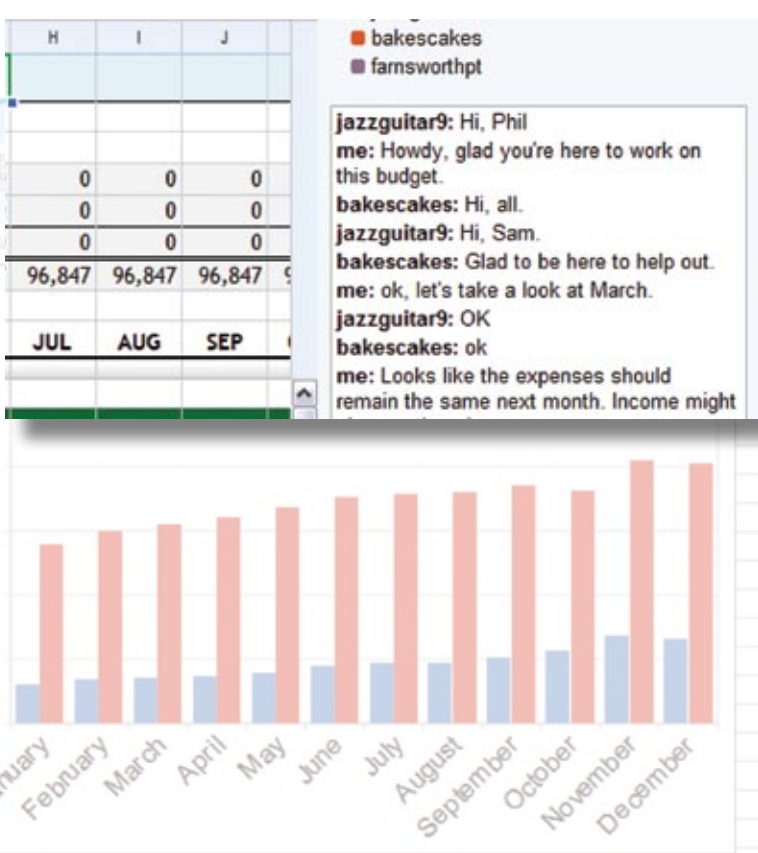 H I J
0 0 0
0 0 0
0 0 0
96,847 96,847 96,847
JUL AUG SEP
bakescakes
farnsworthpt
jazzguitar9: Hi, Phil
me: Howdy, glad you're here to work on
this budget.
bakescakes: Hi, all.
jazzguitar9: Hi, Sam.
bakescakes: Glad to be here to help out.
me: ok, let's take a look at March.
jazzguitar9: OK
bakescakes: ok
me: Looks like the expenses should
remain the same next month. Income might
February March April May June July August September October November December